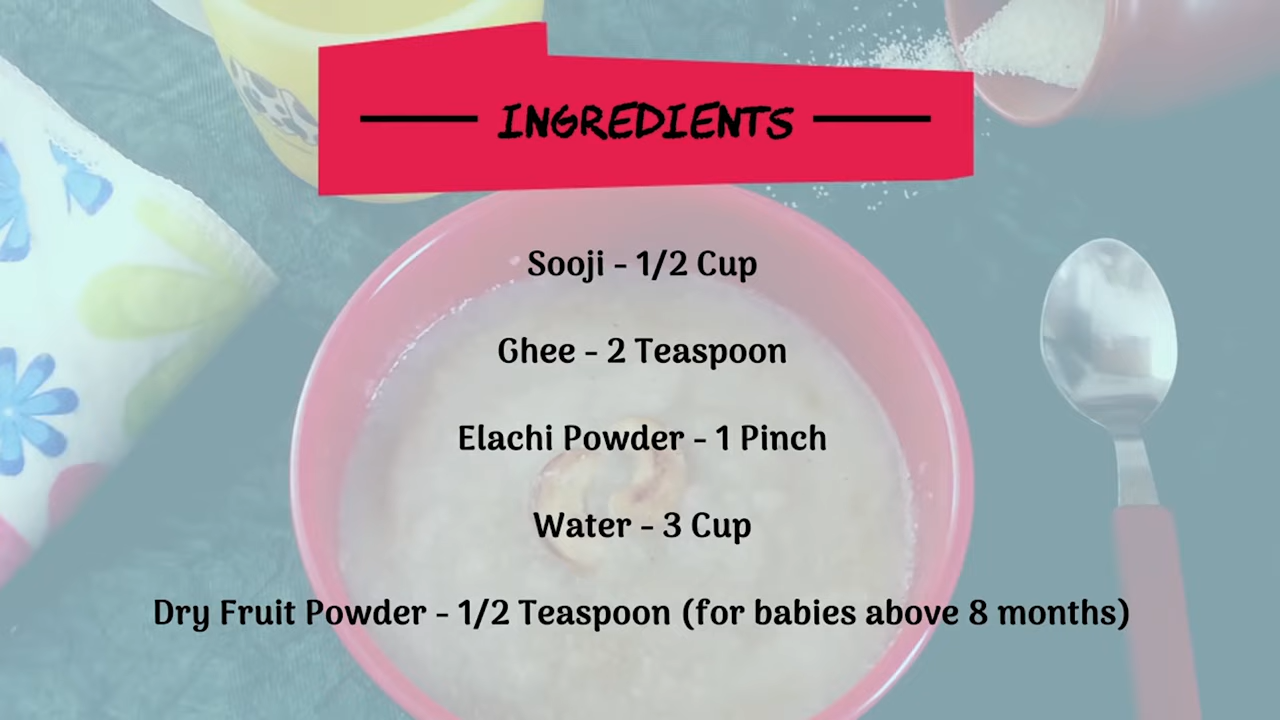 INGREDIENTS
Sooji - 1/2 Cup
Ghee - 2 Teaspoon
Elachi Powder - 1 Pinch
Water - 3 Cup
Dry Fruit Powder - 1/2 Teaspoon (for babies above 8 months)